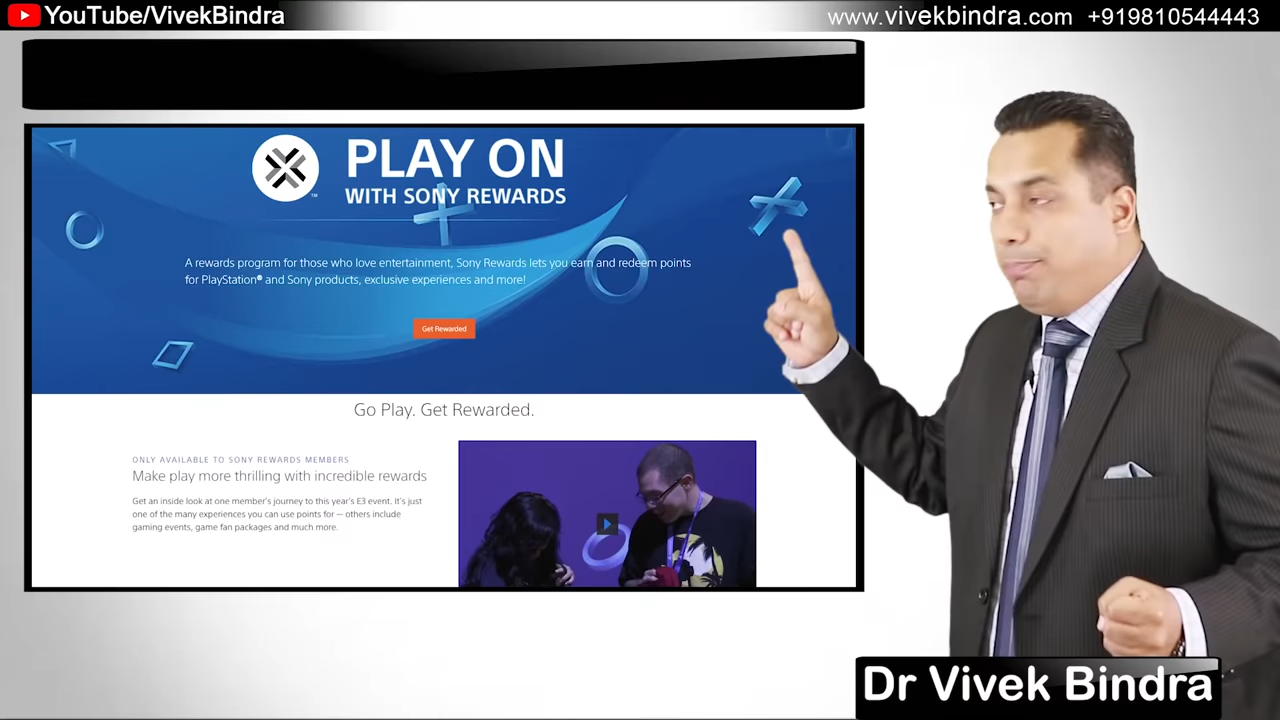 YouTube/VivekBindra
www.vivekbindra.com +919810544443
PLAY ON
WITH SONY REWARDS
TM
A rewards program for those who love entertainment, Sony Rewards lets you earn and redeem points
for PlayStation® and Sony products, exclusive experiences and more!
Get Rewarded
Go Play. Get Rewarded.
ONLY AVAILABLE TO SONY REWARDS MEMBERS
Make play more thrilling with incredible rewards
Get an inside look at one member's journey to this year's E3 event. It's just
one of the many experiences you can use points for — others include
gaming events, game fan packages and much more.
Dr Vivek Bindra